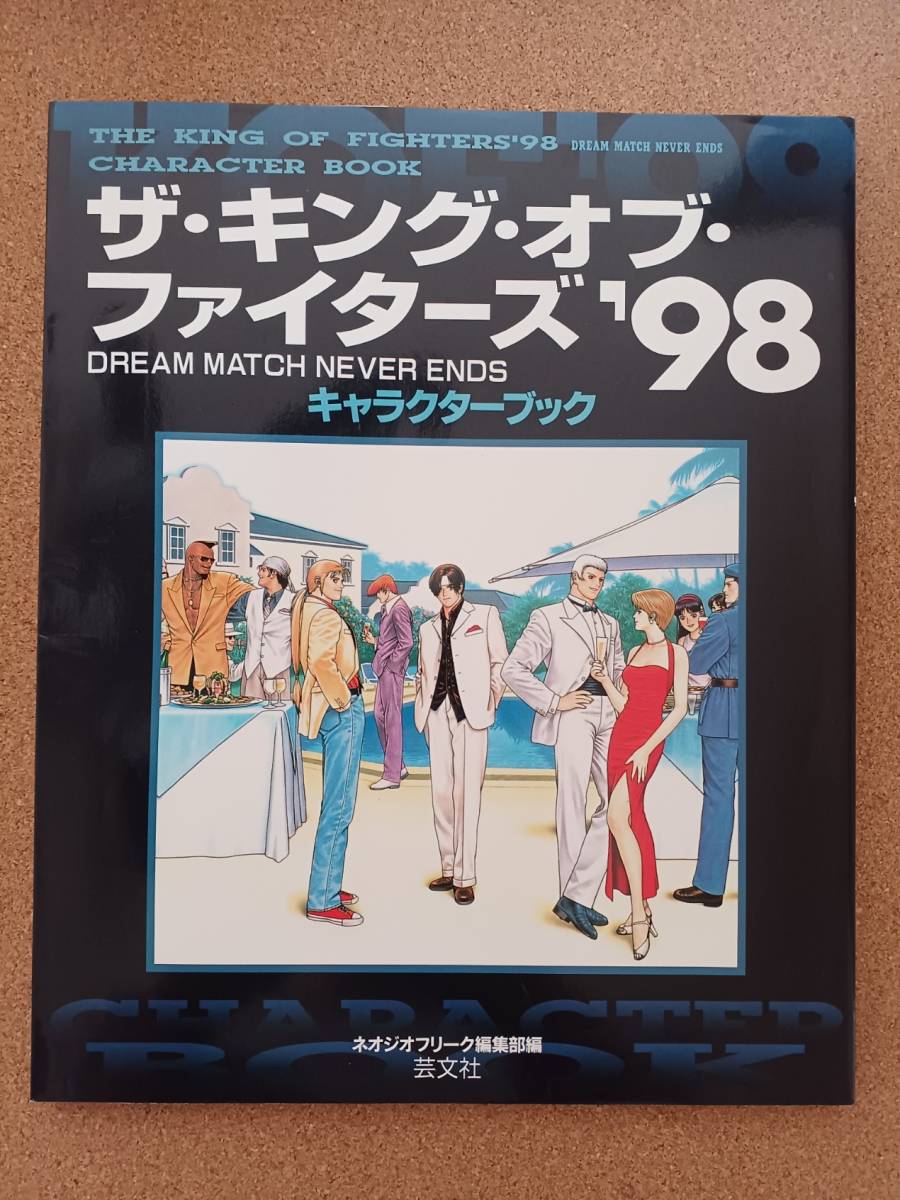 THE KING OF FIGHTERS'98 DREAM MATCH NEVER ENDS
CHARACTER BOOK
ザ・キング・オブ・
ファイターズ'98
DREAM MATCH NEVER ENDS
キャラクターブック
CHARACTER
BOOK
ネオジオフリーク編集部編
芸文社